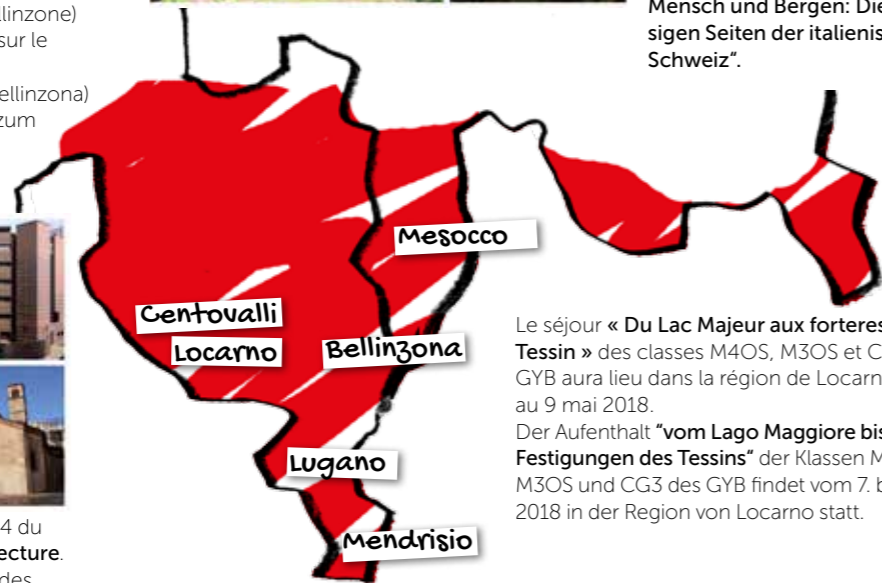 llinzone)
sur le
ellinzona)
zum
Mensch und Bergen: Die
sigen Seiten der italienis
Schweiz“.
Mesocco
Centovalli
Locarno
Bellinzona
Lugano
Mendrisio
Le séjour « Du Lac Majeur aux forteres
Tessin » des classes M4OS, M3OS et C
GYB aura lieu dans la région de Locarn
au 9 mai 2018.
Der Aufenthalt “vom Lago Maggiore bis
Festigungen des Tessins“ der Klassen M
M3OS und CG3 des GYB findet vom 7. b
2018 in der Region von Locarno statt.
4 du
ecture.
des